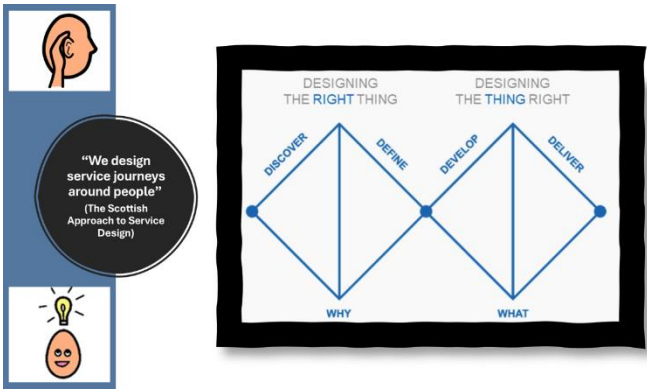 “We design
service journeys
around people”
(The Scottish
Approach to Service
Design)
DESIGNING
THE RIGHT THING
DESIGNING
THE THING RIGHT
DISCOVER
DEFINE
DEVELOP
DELIVER
WHY
WHAT